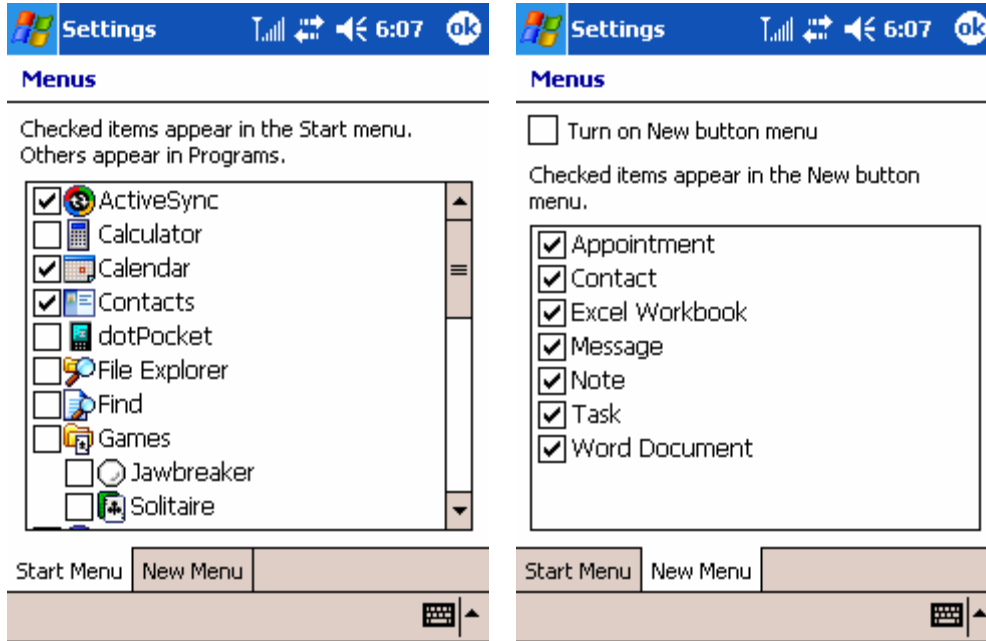 Settings 6:07 ok
Menus
Checked items appear in the Start menu.
Others appear in Programs.
ActiveSync
Calculator
Calendar
Contacts
dotPocket
File Explorer
Find
Games
Jawbreaker
Solitaire
Start Menu New Menu
Settings 6:07 ok
Menus
Turn on New button menu
Checked items appear in the New button
menu.
Appointment
Contact
Excel Workbook
Message
Note
Task
Word Document
Start Menu New Menu